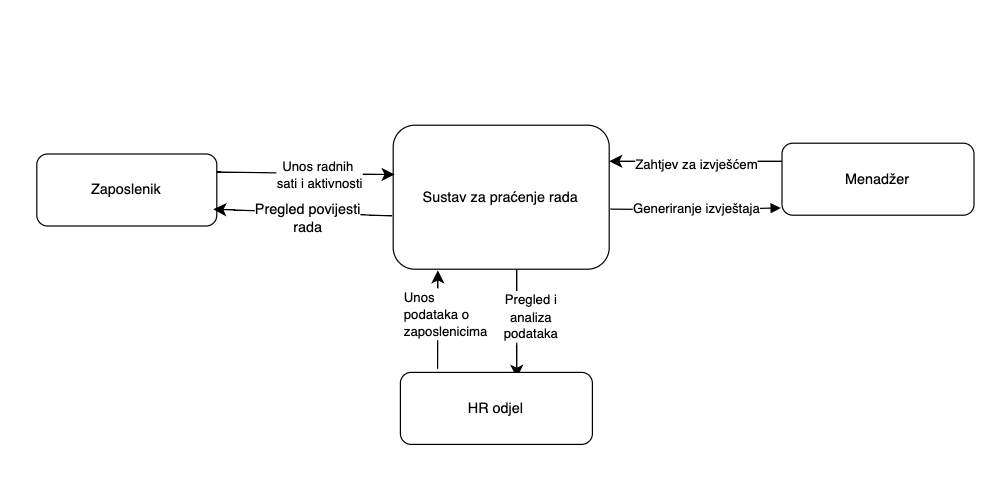 Zaposlenik
Unos radnih
sati i aktivnosti
Pregled povijesti
rada
Sustav za praćenje rada
Zahtjev za izvješćem
Generiranje izvještaja
Menadžer
Unos
podataka o
zaposlenicima
Pregled i
analiza
podataka
HR odjel